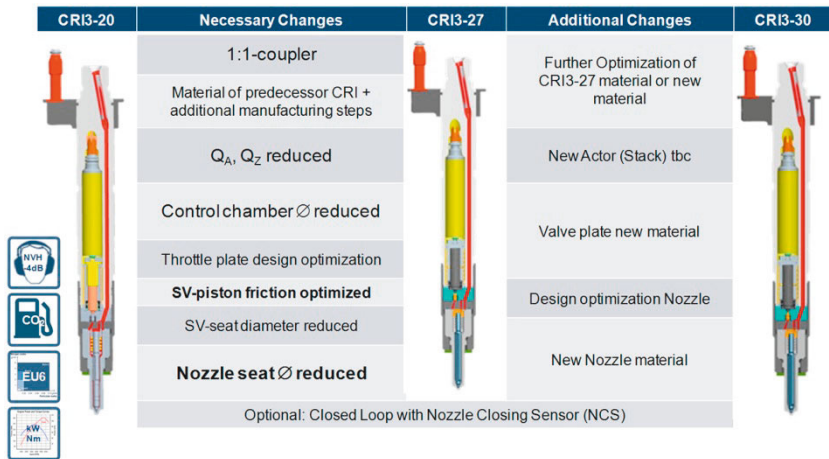 CRI3-20
Necessary Changes
CRI3-27
Additional Changes
CRI3-30
1:1-coupler
Material of predecessor CRI +
additional manufacturing steps
Q_A, Q_Z reduced
Control chamber Ø reduced
Throttle plate design optimization
SV-piston friction optimized
SV-seat diameter reduced
Nozzle seat Ø reduced
Further Optimization of
CRI3-27 material or new
material
New Actor (Stack) tbc
Valve plate new material
Design optimization Nozzle
New Nozzle material
Optional: Closed Loop with Nozzle Closing Sensor (NCS)
NVH
-4dB
CO₂
EU6
kW
Nm